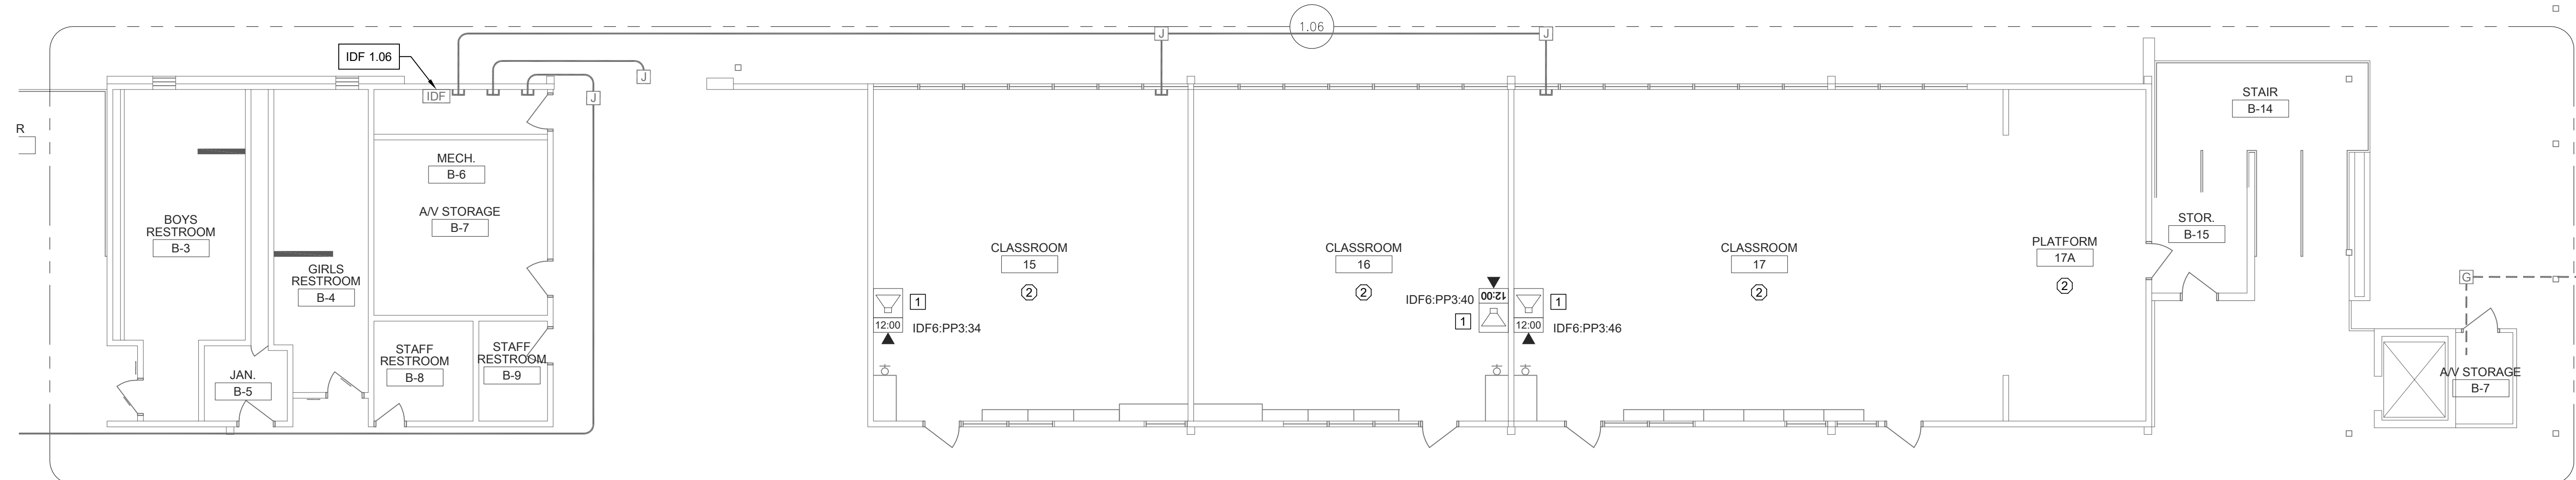 1.06
J
J
IDF 1.06
IDF
J
J
R
STAIR
B-14
MECH.
B-6
A/V STORAGE
B-7
BOYS
RESTROOM
B-3
STOR.
B-15
CLASSROOM
15
CLASSROOM
16
CLASSROOM
17
PLATFORM
17A
GIRLS
RESTROOM
B-4
2
2
2
2
G
1
12:00
IDF6:PP3:34
IDF6:PP3:40
12:00
1
1
12:00
IDF6:PP3:46
STAFF
RESTROOM
B-8
STAFF
RESTROOM
B-9
JAN.
B-5
A/V STORAGE
B-7